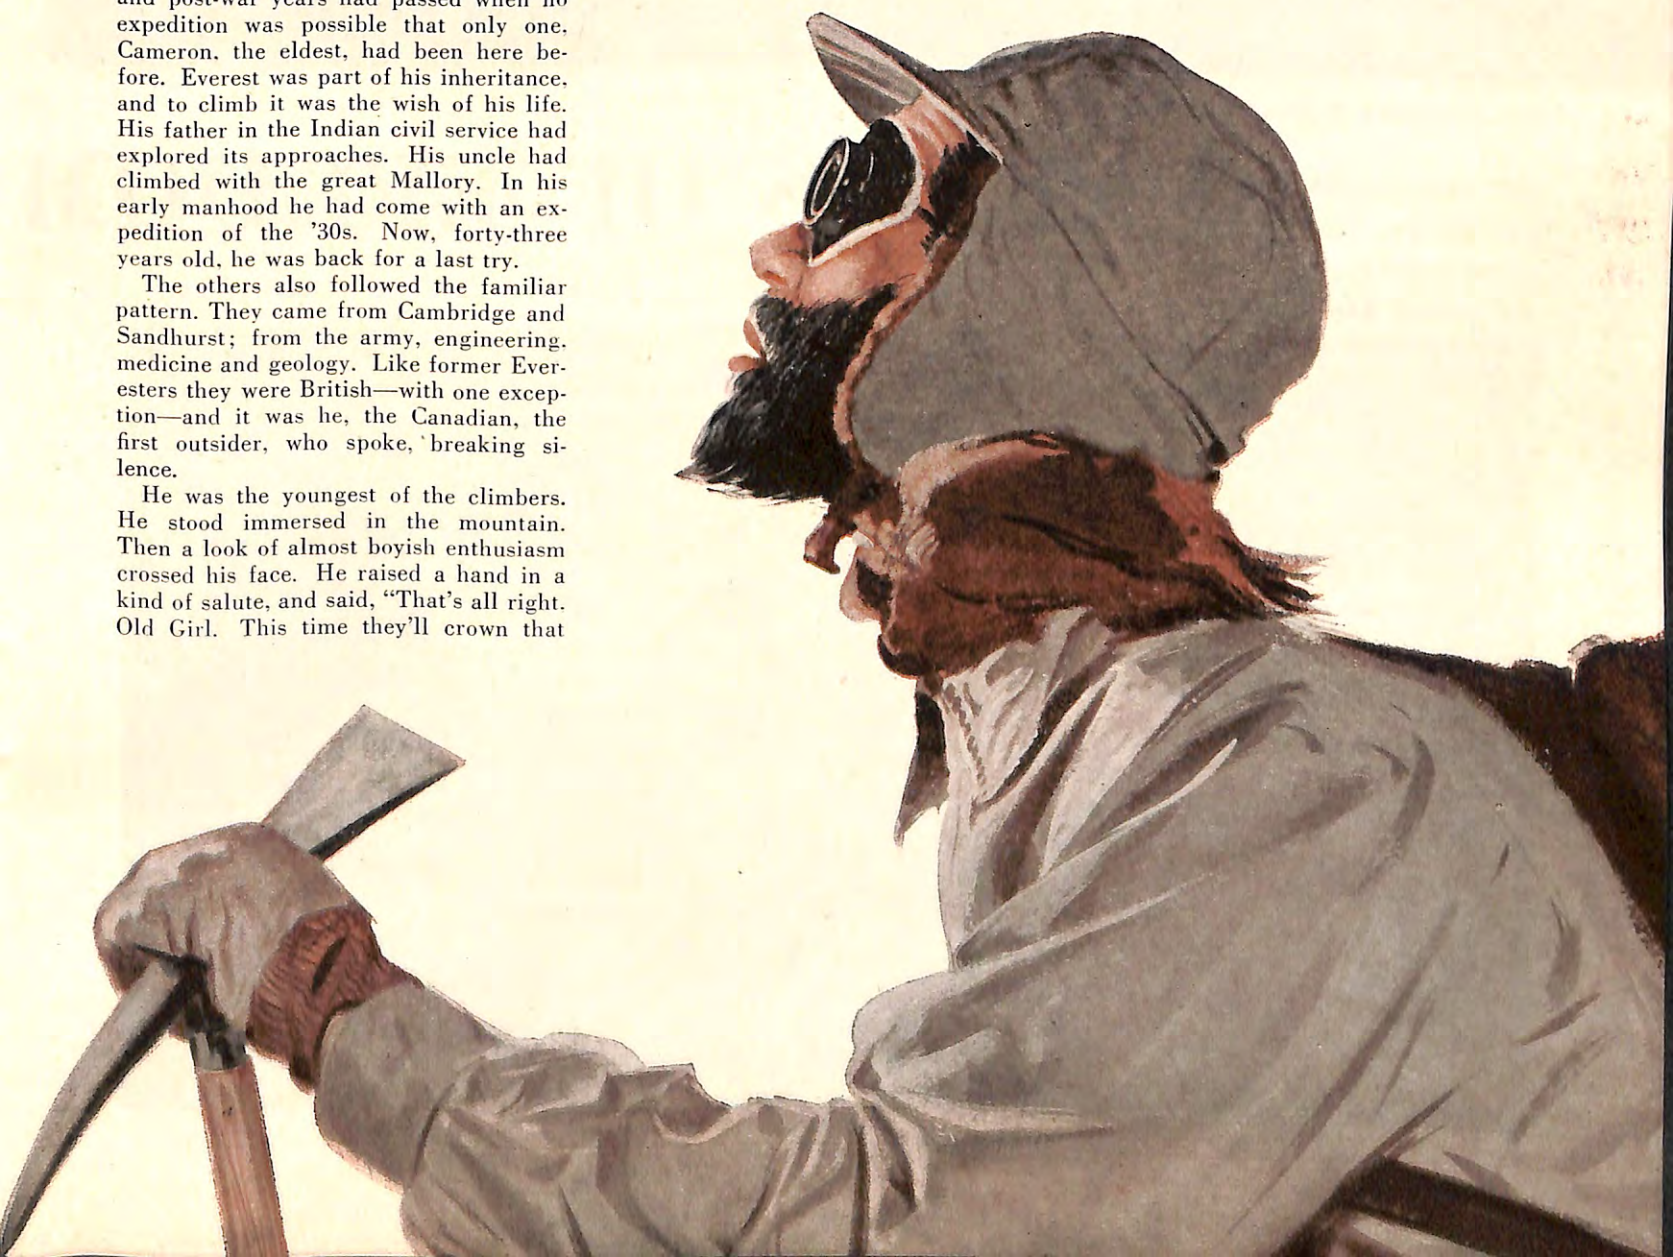 and post-war years had passed when no
expedition was possible that only one,
Cameron, the eldest, had been here be-
fore. Everest was part of his inheritance,
and to climb it was the wish of his life.
His father in the Indian civil service had
explored its approaches. His uncle had
climbed with the great Mallory. In his
early manhood he had come with an ex-
pedition of the ’30s. Now, forty-three
years old, he was back for a last try.
The others also followed the familiar
pattern. They came from Cambridge and
Sandhurst; from the army, engineering,
medicine and geology. Like former Ever-
esters they were British—with one excep-
tion—and it was he, the Canadian, the
first outsider, who spoke, breaking si-
lence.
He was the youngest of the climbers.
He stood immersed in the mountain.
Then a look of almost boyish enthusiasm
crossed his face. He raised a hand in a
kind of salute, and said, “That’s all right,
Old Girl. This time they’ll crown that